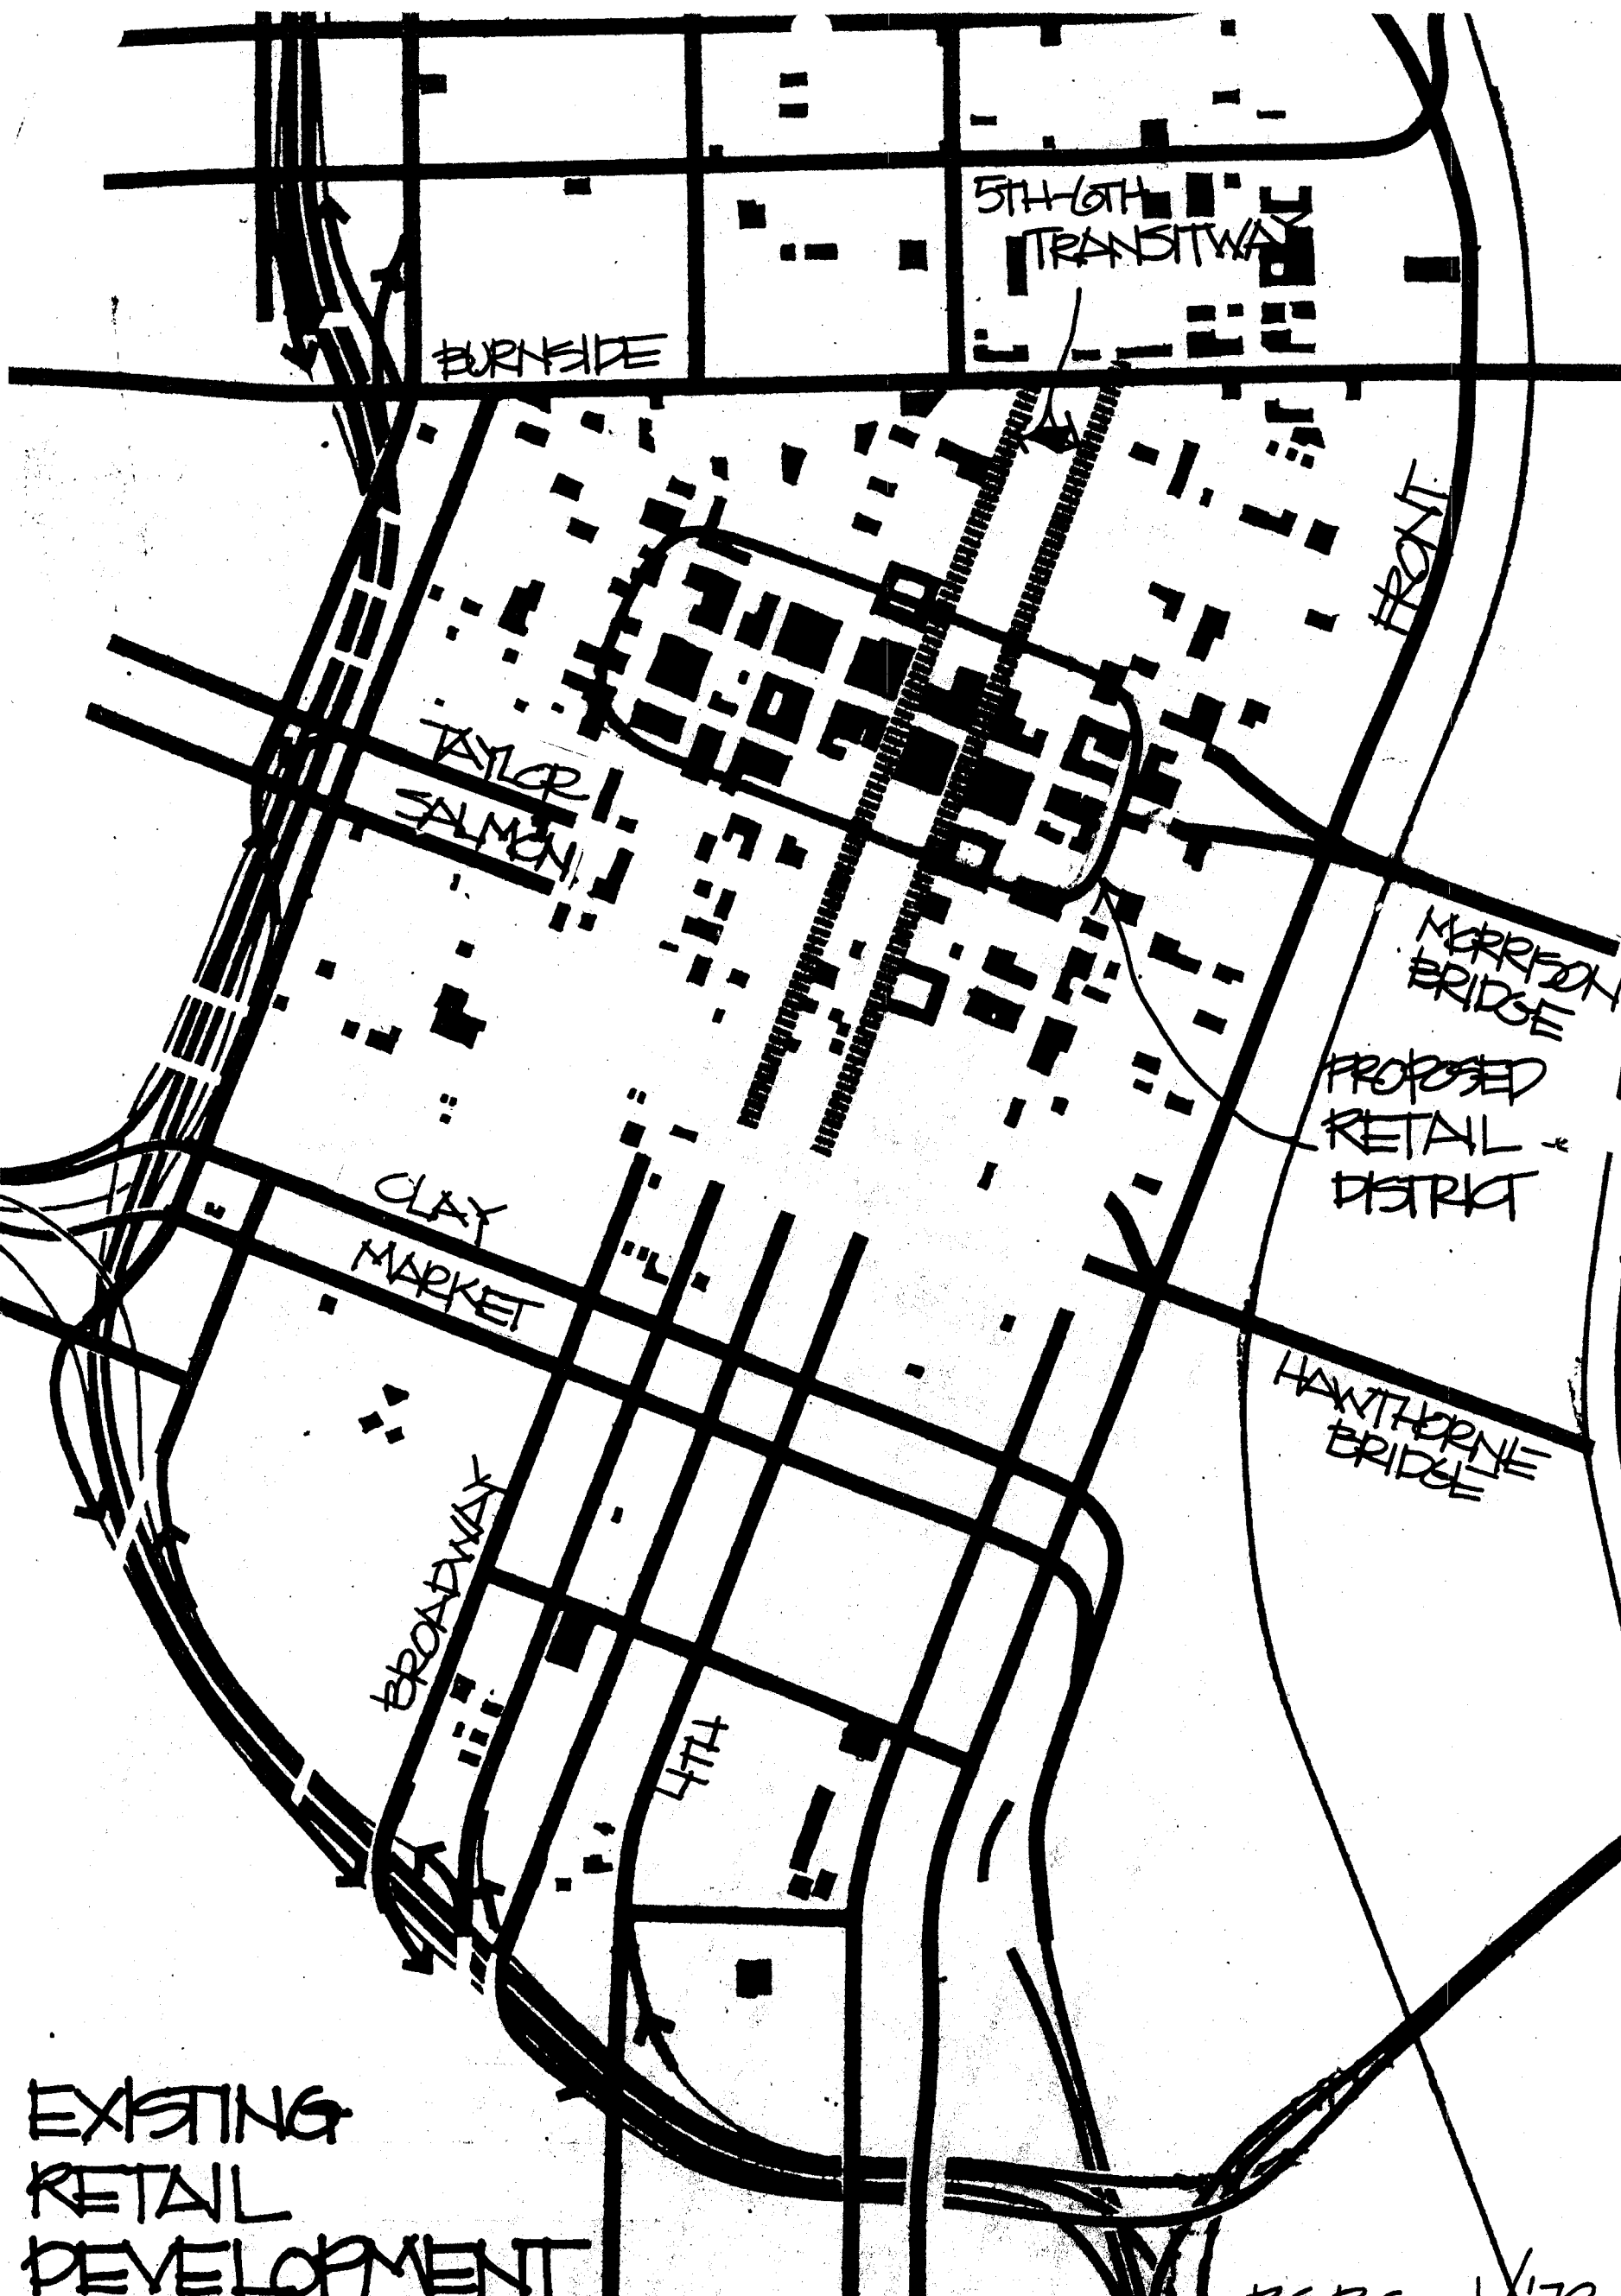 5TH-6TH
TRANSITWAY
BURNSIDE
FRONT
TAYLOR
SALMON
MORRISON
BRIDGE
PROPOSED
RETAIL
DISTRICT
CLAY
MARKET
HAWTHORNE
BRIDGE
BROADWAY
4TH
EXISTING
RETAIL
DEVELOPMENT